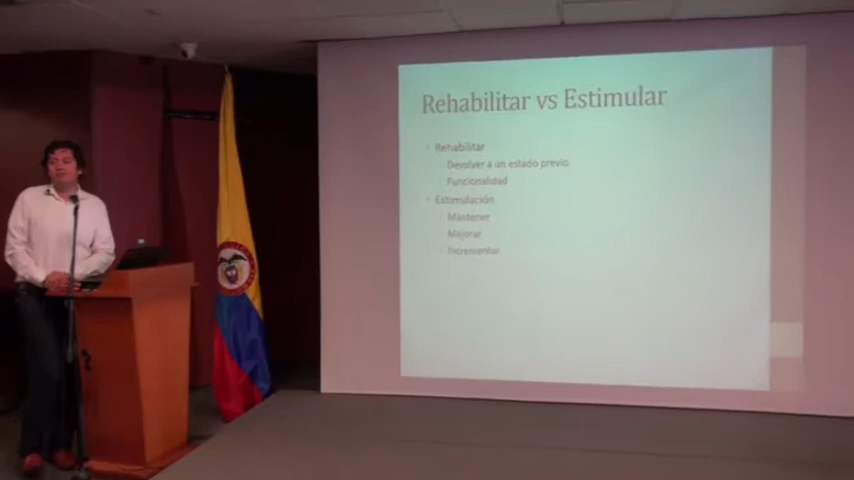 Rehabilitar vs Estimular
Rehabilitar
Devolver a un estado previo
Funcionalidad
Estimulación
Mantener
Mejorar
Incrementar